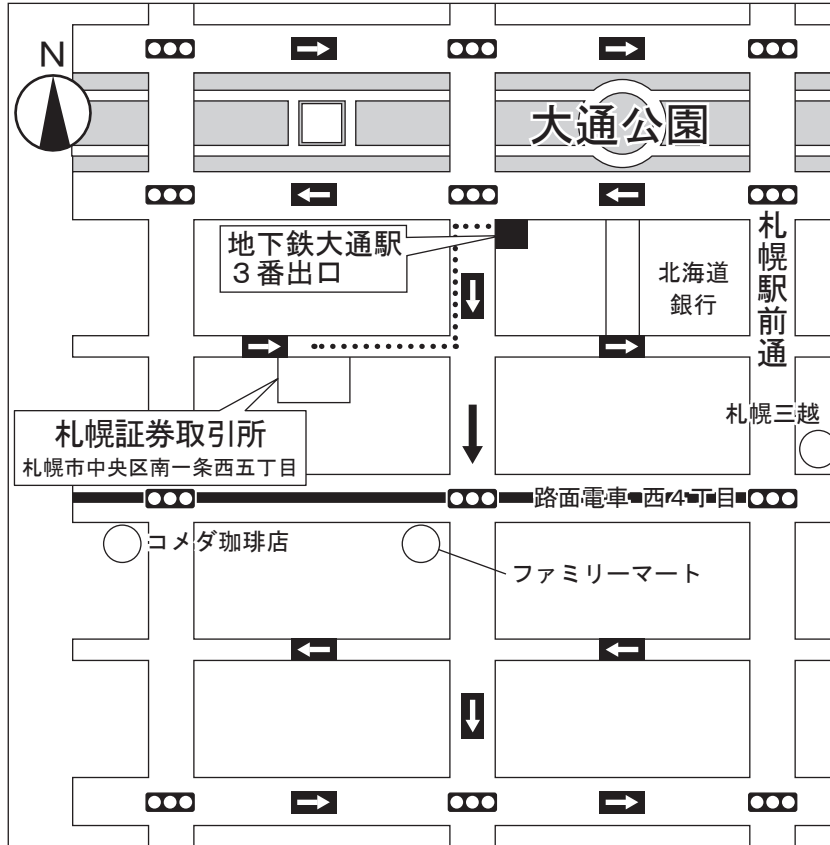 N
大通公園
地下鉄大通駅
３番出口
北海道
銀行
札幌駅前通
札幌三越
札幌証券取引所
札幌市中央区南一条西五丁目
路面電車 西４丁目
コメダ珈琲店
ファミリーマート